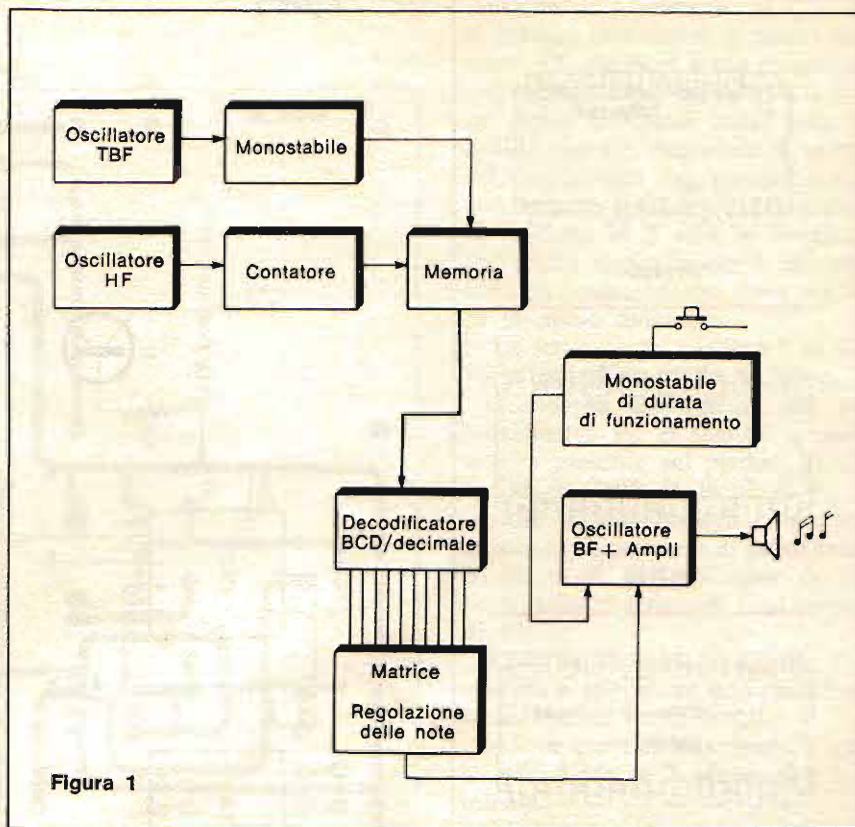 Oscillatore
TBF
Monostabile
Oscillatore
HF
Contatore
Memoria
Monostabile
di durata
di funzionamento
Decodificatore
BCD/decimale
Oscillatore
BF+ Ampli
Matrice
Regolazione
delle note
Figura 1